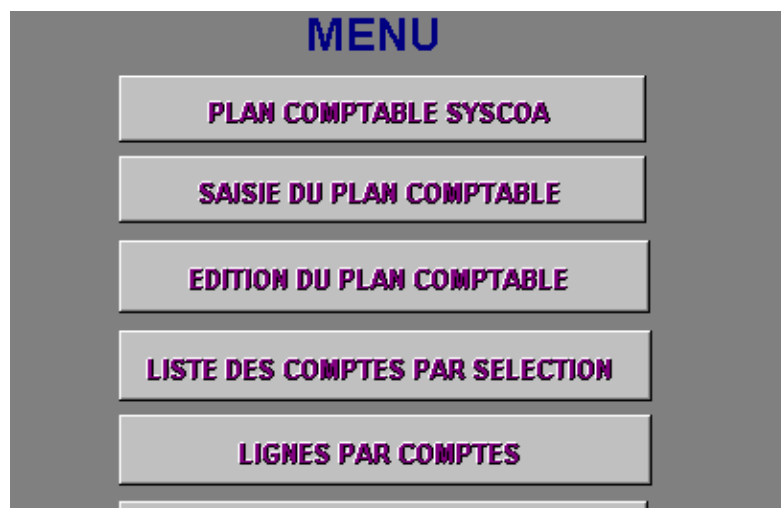 MENU
PLAN COMPTABLE SYSCOA
SAISIE DU PLAN COMPTABLE
EDITION DU PLAN COMPTABLE
LISTE DES COMPTES PAR SELECTION
LIGNES PAR COMPTES